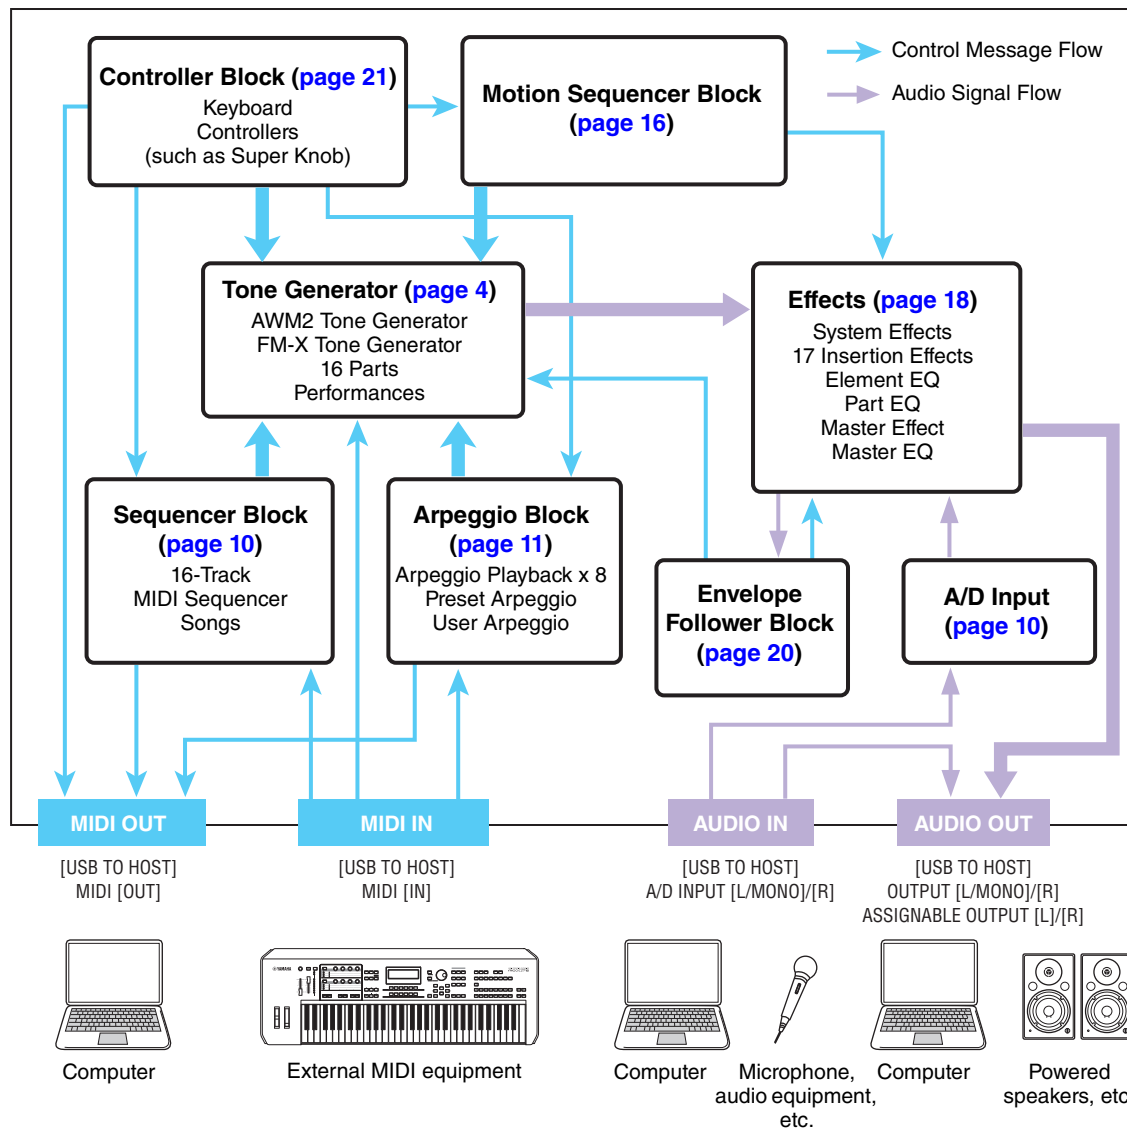 Controller Block (page 21)
Keyboard
Controllers
(such as Super Knob)
Motion Sequencer Block
(page 16)
Control Message Flow
Audio Signal Flow
Tone Generator (page 4)
AWM2 Tone Generator
FM-X Tone Generator
16 Parts
Performances
Effects (page 18)
System Effects
17 Insertion Effects
Element EQ
Part EQ
Master Effect
Master EQ
Sequencer Block
(page 10)
16-Track
MIDI Sequencer
Songs
Arpeggio Block
(page 11)
Arpeggio Playback x 8
Preset Arpeggio
User Arpeggio
Envelope
Follower Block
(page 20)
A/D Input
(page 10)
MIDI OUT
MIDI IN
AUDIO IN
AUDIO OUT
[USB TO HOST]
MIDI [OUT]
[USB TO HOST]
MIDI [IN]
[USB TO HOST]
A/D INPUT [L/MONO]/[R]
[USB TO HOST]
OUTPUT [L/MONO]/[R]
ASSIGNABLE OUTPUT [L]/[R]
YAMAHA
Computer
External MIDI equipment
Computer
Microphone,
audio equipment,
etc.
Computer
Powered
speakers, etc